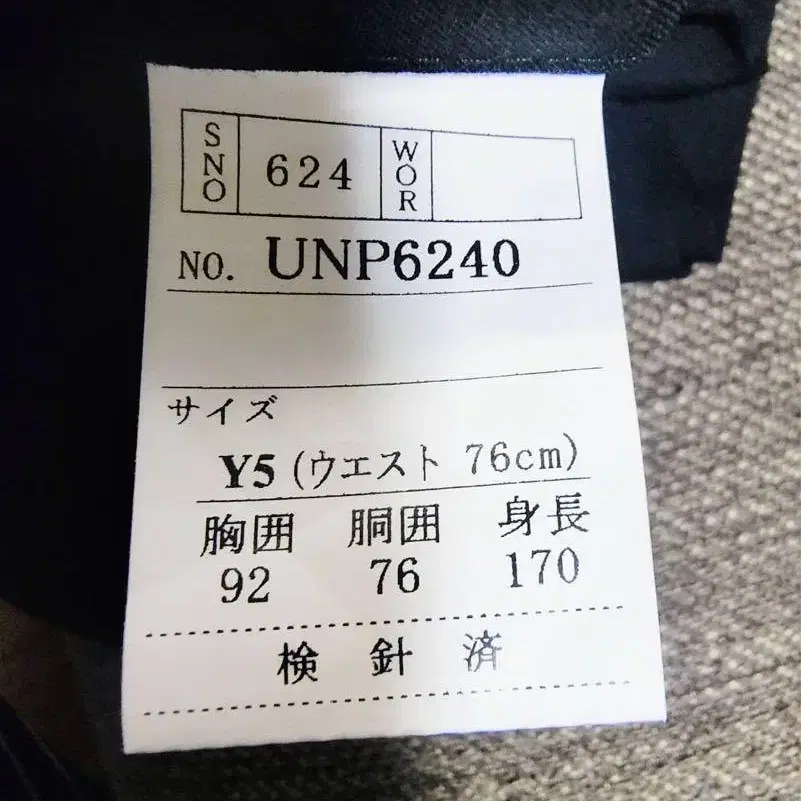 SNO 624 WOR
NO. UNP6240
サイズ
Y5 (ウエスト 76cm)
胸囲 胴囲 身長
92 76 170
検 針 済